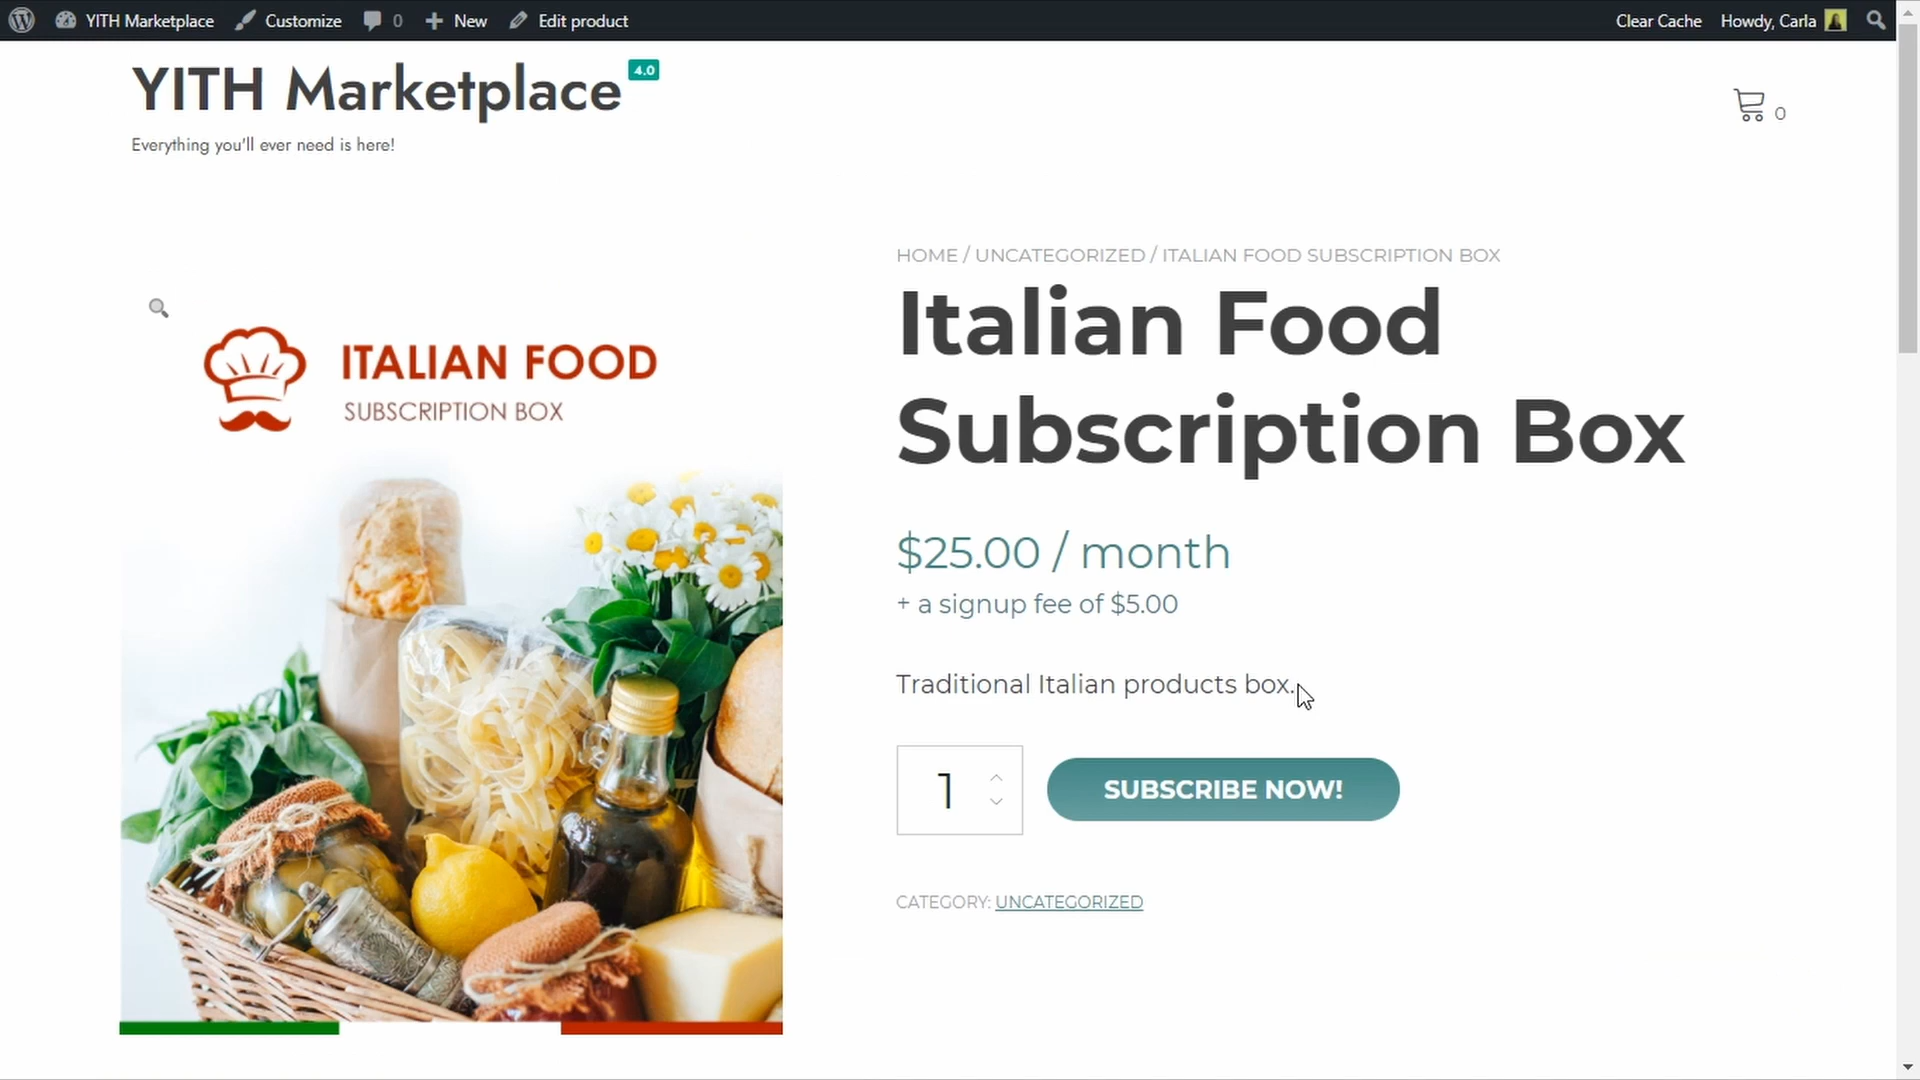 YITH Marketplace Customize 0 New Edit product Clear Cache Howdy, Carla
YITH Marketplace 4.0
Everything you'll ever need is here!
0
HOME / UNCATEGORIZED / ITALIAN FOOD SUBSCRIPTION BOX
Italian Food
Subscription Box
ITALIAN FOOD
SUBSCRIPTION BOX
$25.00 / month
+ a signup fee of $5.00
Traditional Italian products box.
1
SUBSCRIBE NOW!
CATEGORY: UNCATEGORIZED